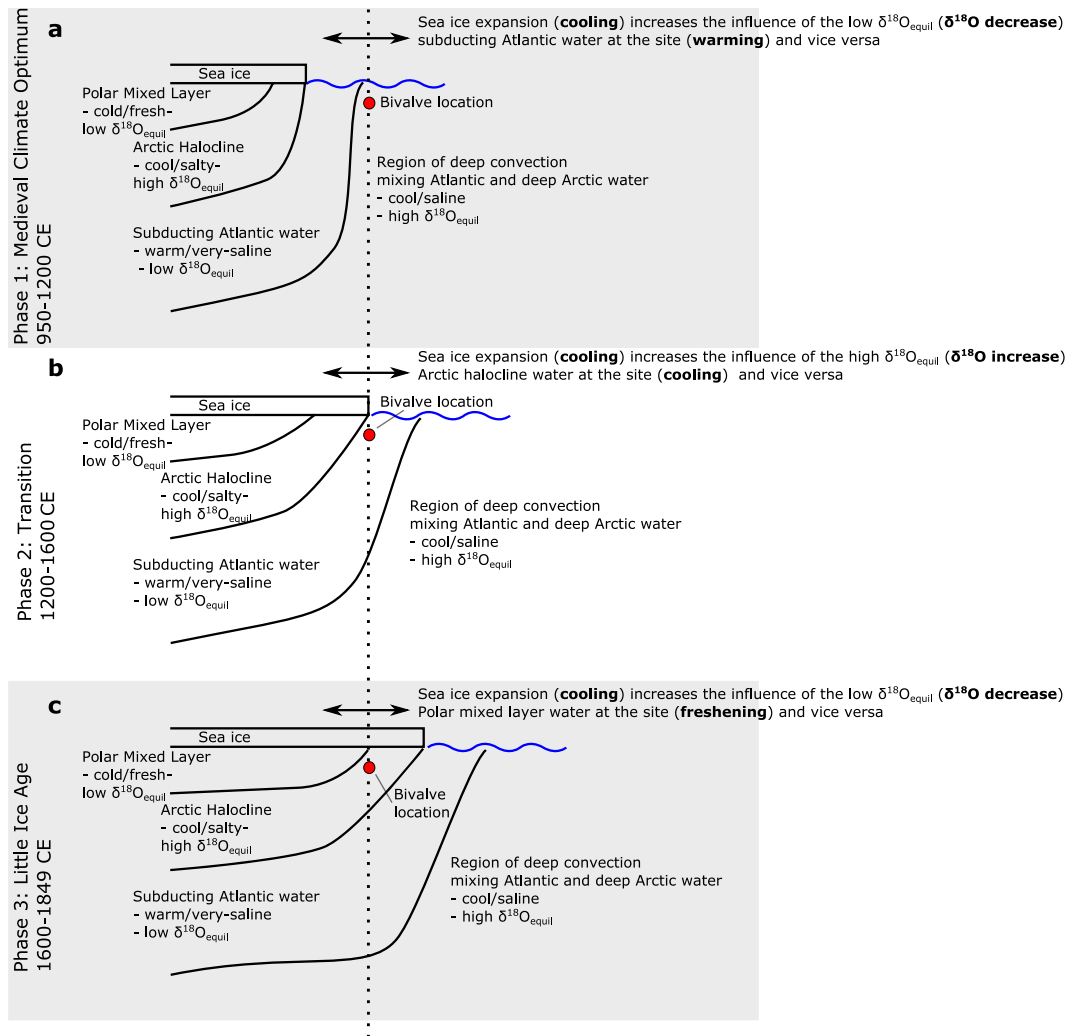 Phase 1: Medieval Climate Optimum
950-1200 CE
a
Sea ice expansion (cooling) increases the influence of the low δ¹⁸Oequil (δ¹⁸O decrease)
subducting Atlantic water at the site (warming) and vice versa
Sea ice
Polar Mixed Layer
- cold/fresh-
low δ¹⁸Oequil
Bivalve location
Arctic Halocline
- cool/salty-
high δ¹⁸Oequil
Region of deep convection
mixing Atlantic and deep Arctic water
- cool/saline
- high δ¹⁸Oequil
Subducting Atlantic water
- warm/very-saline
- low δ¹⁸Oequil
Phase 2: Transition
1200-1600 CE
b
Sea ice expansion (cooling) increases the influence of the high δ¹⁸Oequil (δ¹⁸O increase)
Arctic halocline water at the site (cooling) and vice versa
Sea ice
Bivalve location
Polar Mixed Layer
- cold/fresh-
low δ¹⁸Oequil
Arctic Halocline
- cool/salty-
high δ¹⁸Oequil
Region of deep convection
mixing Atlantic and deep Arctic water
- cool/saline
- high δ¹⁸Oequil
Subducting Atlantic water
- warm/very-saline
- low δ¹⁸Oequil
Phase 3: Little Ice Age
1600-1849 CE
c
Sea ice expansion (cooling) increases the influence of the low δ¹⁸Oequil (δ¹⁸O decrease)
Polar mixed layer water at the site (freshening) and vice versa
Sea ice
Polar Mixed Layer
- cold/fresh-
low δ¹⁸Oequil
Bivalve
location
Arctic Halocline
- cool/salty-
high δ¹⁸Oequil
Region of deep convection
mixing Atlantic and deep Arctic water
- cool/saline
- high δ¹⁸Oequil
Subducting Atlantic water
- warm/very-saline
- low δ¹⁸Oequil